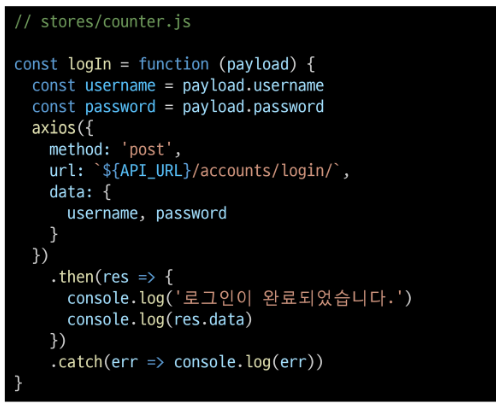 // stores/counter.js
const logIn = function (payload) {
const username = payload.username
const password = payload.password
axios({
method: 'post',
url: `${API_URL}/accounts/login/`,
data: {
username, password
}
})
.then(res => {
console.log('로그인이 완료되었습니다.')
console.log(res.data)
})
.catch(err => console.log(err))
}